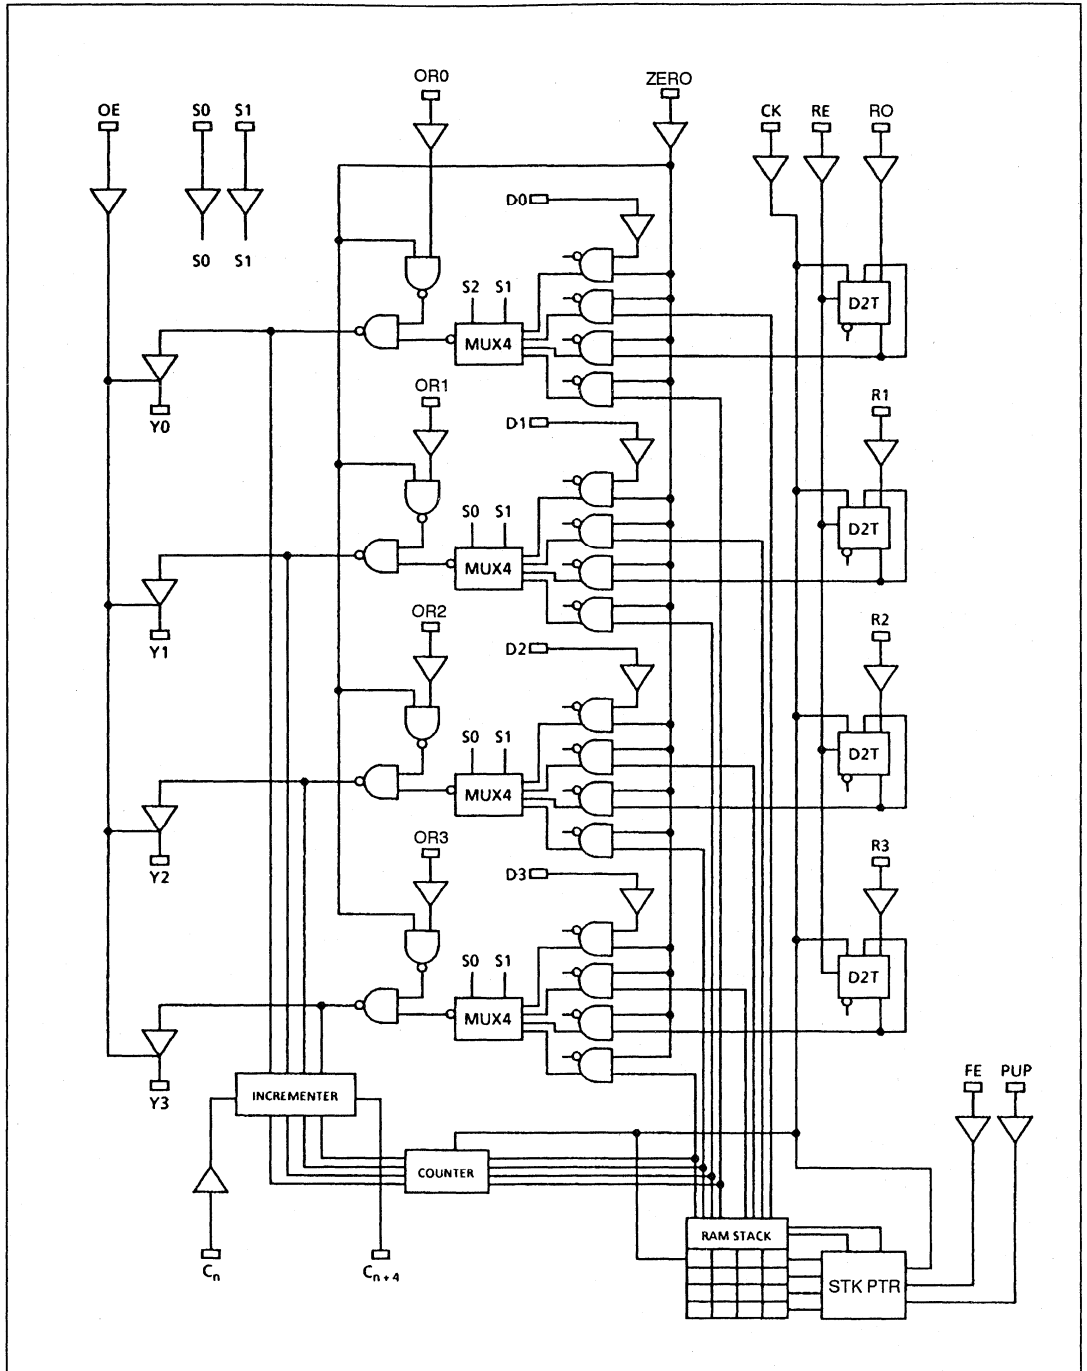 OR0
ZERO
OE S0 S1
CK RE RO
D0
S0 S1
S2 S1
D2T
MUX4
OR1
R1
Y0
D1
S0 S1
D2T
MUX4
OR2
R2
Y1
D2
S0 S1
D2T
MUX4
OR3
R3
Y2
D3
S0 S1
D2T
MUX4
FE PUP
Y3
INCREMENTER
COUNTER
RAM STACK
Cn
Cn + 4
STK PTR